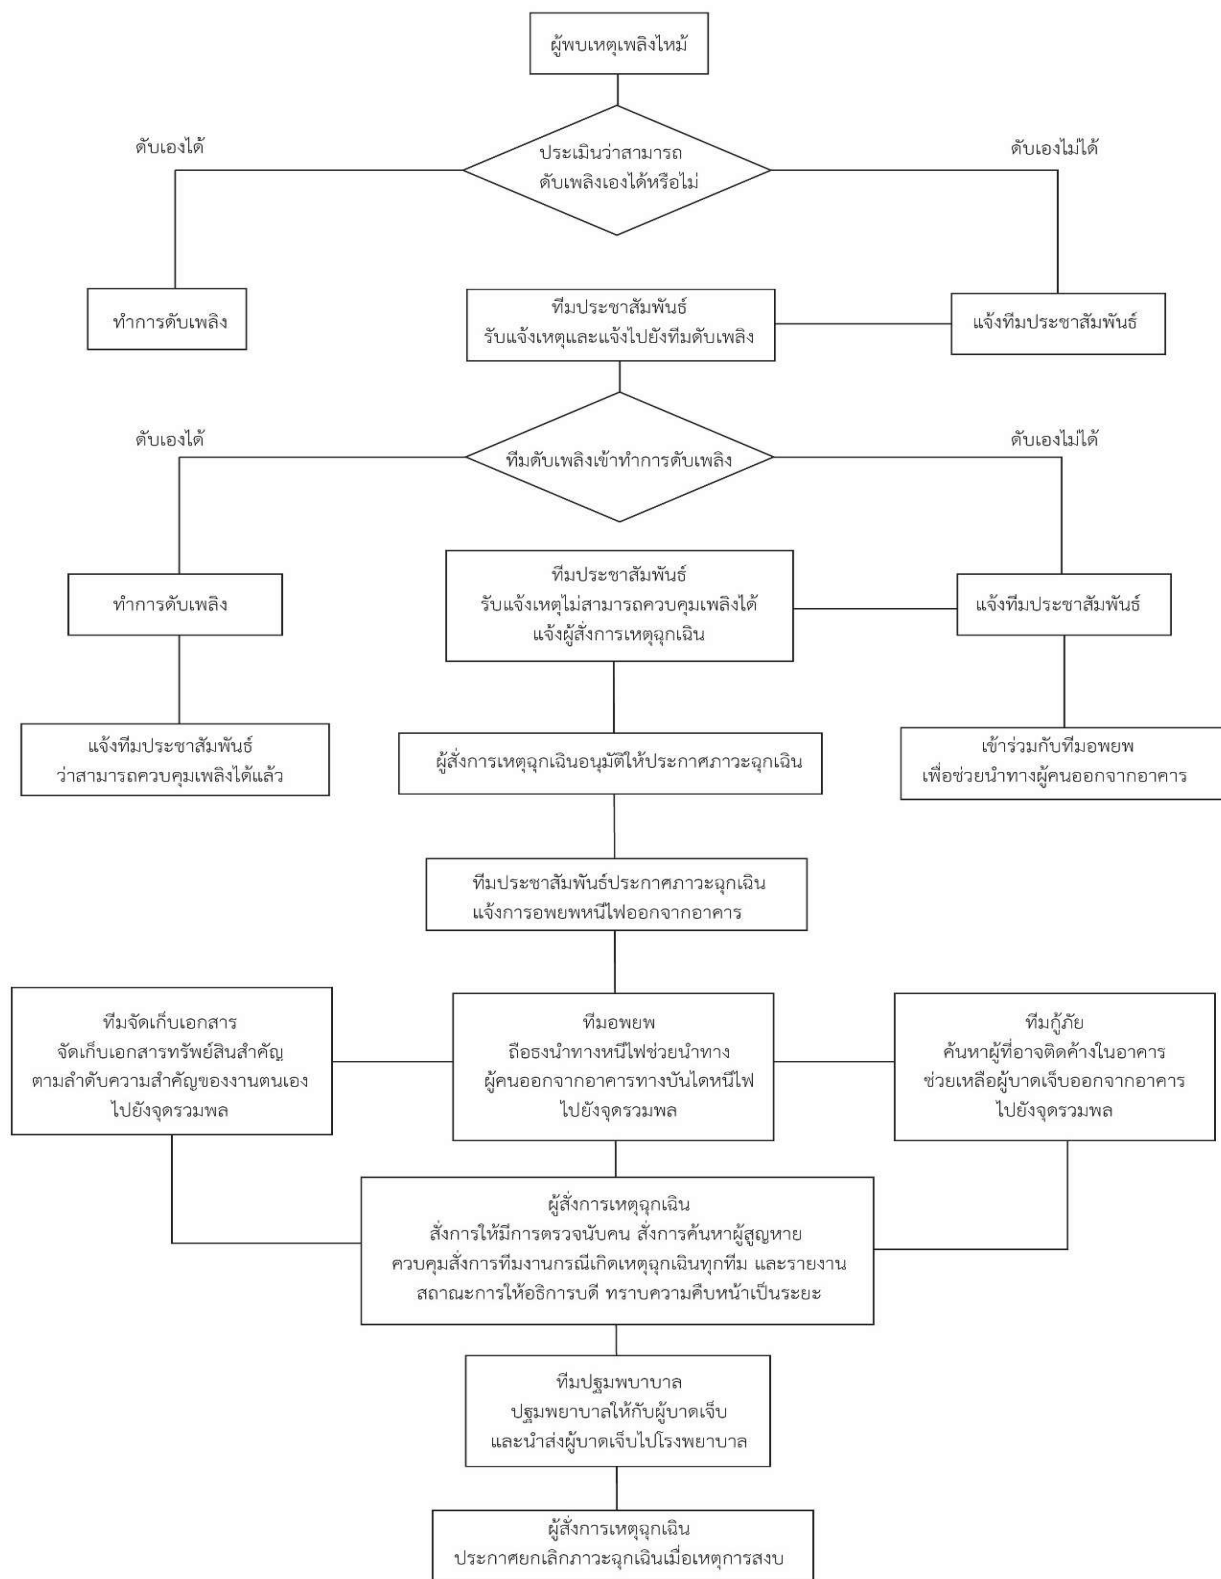 ผู้พบเหตุเพลิงไหม้
ดับเองได้
ประเมินว่าสามารถ
ดับเพลิงเองได้หรือไม่
ดับเองไม่ได้
ทำการดับเพลิง
ทีมประชาสัมพันธ์
รับแจ้งเหตุและแจ้งไปยังทีมดับเพลิง
แจ้งทีมประชาสัมพันธ์
ดับเองได้
ทีมดับเพลิงเข้าทำการดับเพลิง
ดับเองไม่ได้
ทำการดับเพลิง
ทีมประชาสัมพันธ์
รับแจ้งเหตุไม่สามารถควบคุมเพลิงได้
แจ้งผู้สั่งการเหตุฉุกเฉิน
แจ้งทีมประชาสัมพันธ์
แจ้งทีมประชาสัมพันธ์
ว่าสามารถควบคุมเพลิงได้แล้ว
ผู้สั่งการเหตุฉุกเฉินอนุมัติให้ประกาศภาวะฉุกเฉิน
เข้าร่วมกับทีมอพยพ
เพื่อช่วยนำทางผู้คนออกจากอาคาร
ทีมประชาสัมพันธ์ประกาศภาวะฉุกเฉิน
แจ้งการอพยพหนีไฟออกจากอาคาร
ทีมจัดเก็บเอกสาร
จัดเก็บเอกสารทรัพย์สินสำคัญ
ตามลำดับความสำคัญของงานตนเอง
ไปยังจุดรวมพล
ทีมอพยพ
ถือธงนำทางหนีไฟช่วยนำทาง
ผู้คนออกจากอาคารทางบันไดหนีไฟ
ไปยังจุดรวมพล
ทีมกู้ภัย
ค้นหาผู้ที่อาจติดค้างในอาคาร
ช่วยเหลือผู้บาดเจ็บออกจากอาคาร
ไปยังจุดรวมพล
ผู้สั่งการเหตุฉุกเฉิน
สั่งการให้มีการตรวจนับคน สั่งการค้นหาผู้สูญหาย
ควบคุมสั่งการทีมงานกรณีเกิดเหตุฉุกเฉินทุกทีม และรายงาน
สถาณะการให้อธิการบดี ทราบความคืบหน้าเป็นระยะ
ทีมปฐมพบาบาล
ปฐมพยาบาลให้กับผู้บาดเจ็บ
และนำส่งผู้บาดเจ็บไปโรงพยาบาล
ผู้สั่งการเหตุฉุกเฉิน
ประกาศยกเลิกภาวะฉุกเฉินเมื่อเหตุการสงบ